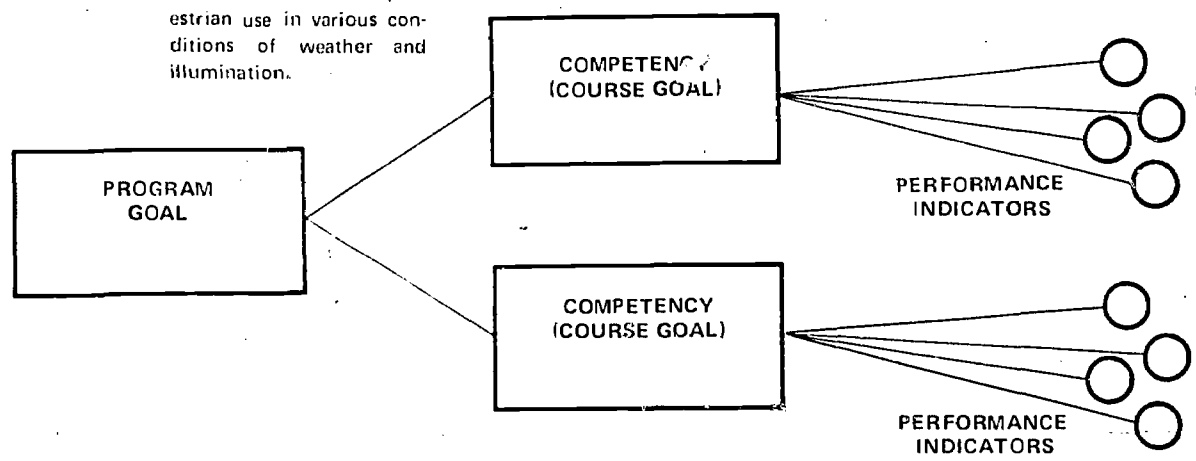 estrian use in various con-
ditions of weather and
illumination.
COMPETENCY
(COURSE GOAL)
PROGRAM
GOAL
PERFORMANCE
INDICATORS
COMPETENCY
(COURSE GOAL)
PERFORMANCE
INDICATORS